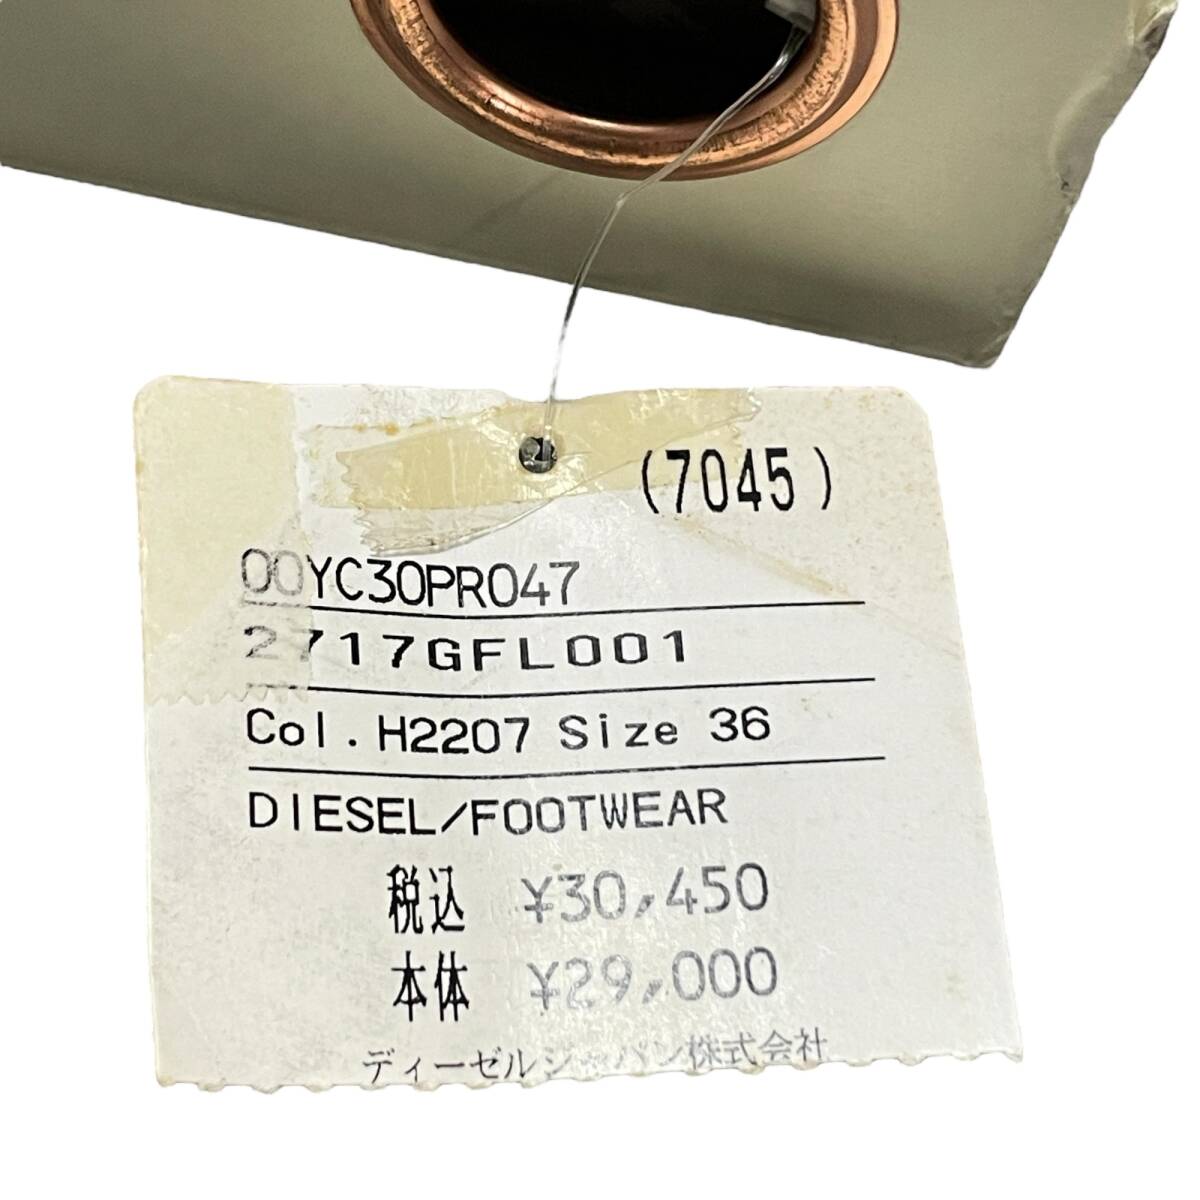 (7045)
00YC30PR047
2717GFL001
Col. H2207 Size 36
DIESEL/FOOTWEAR
税込 ¥30,450
本体 ¥29,000
ディーゼルジャパン株式会社